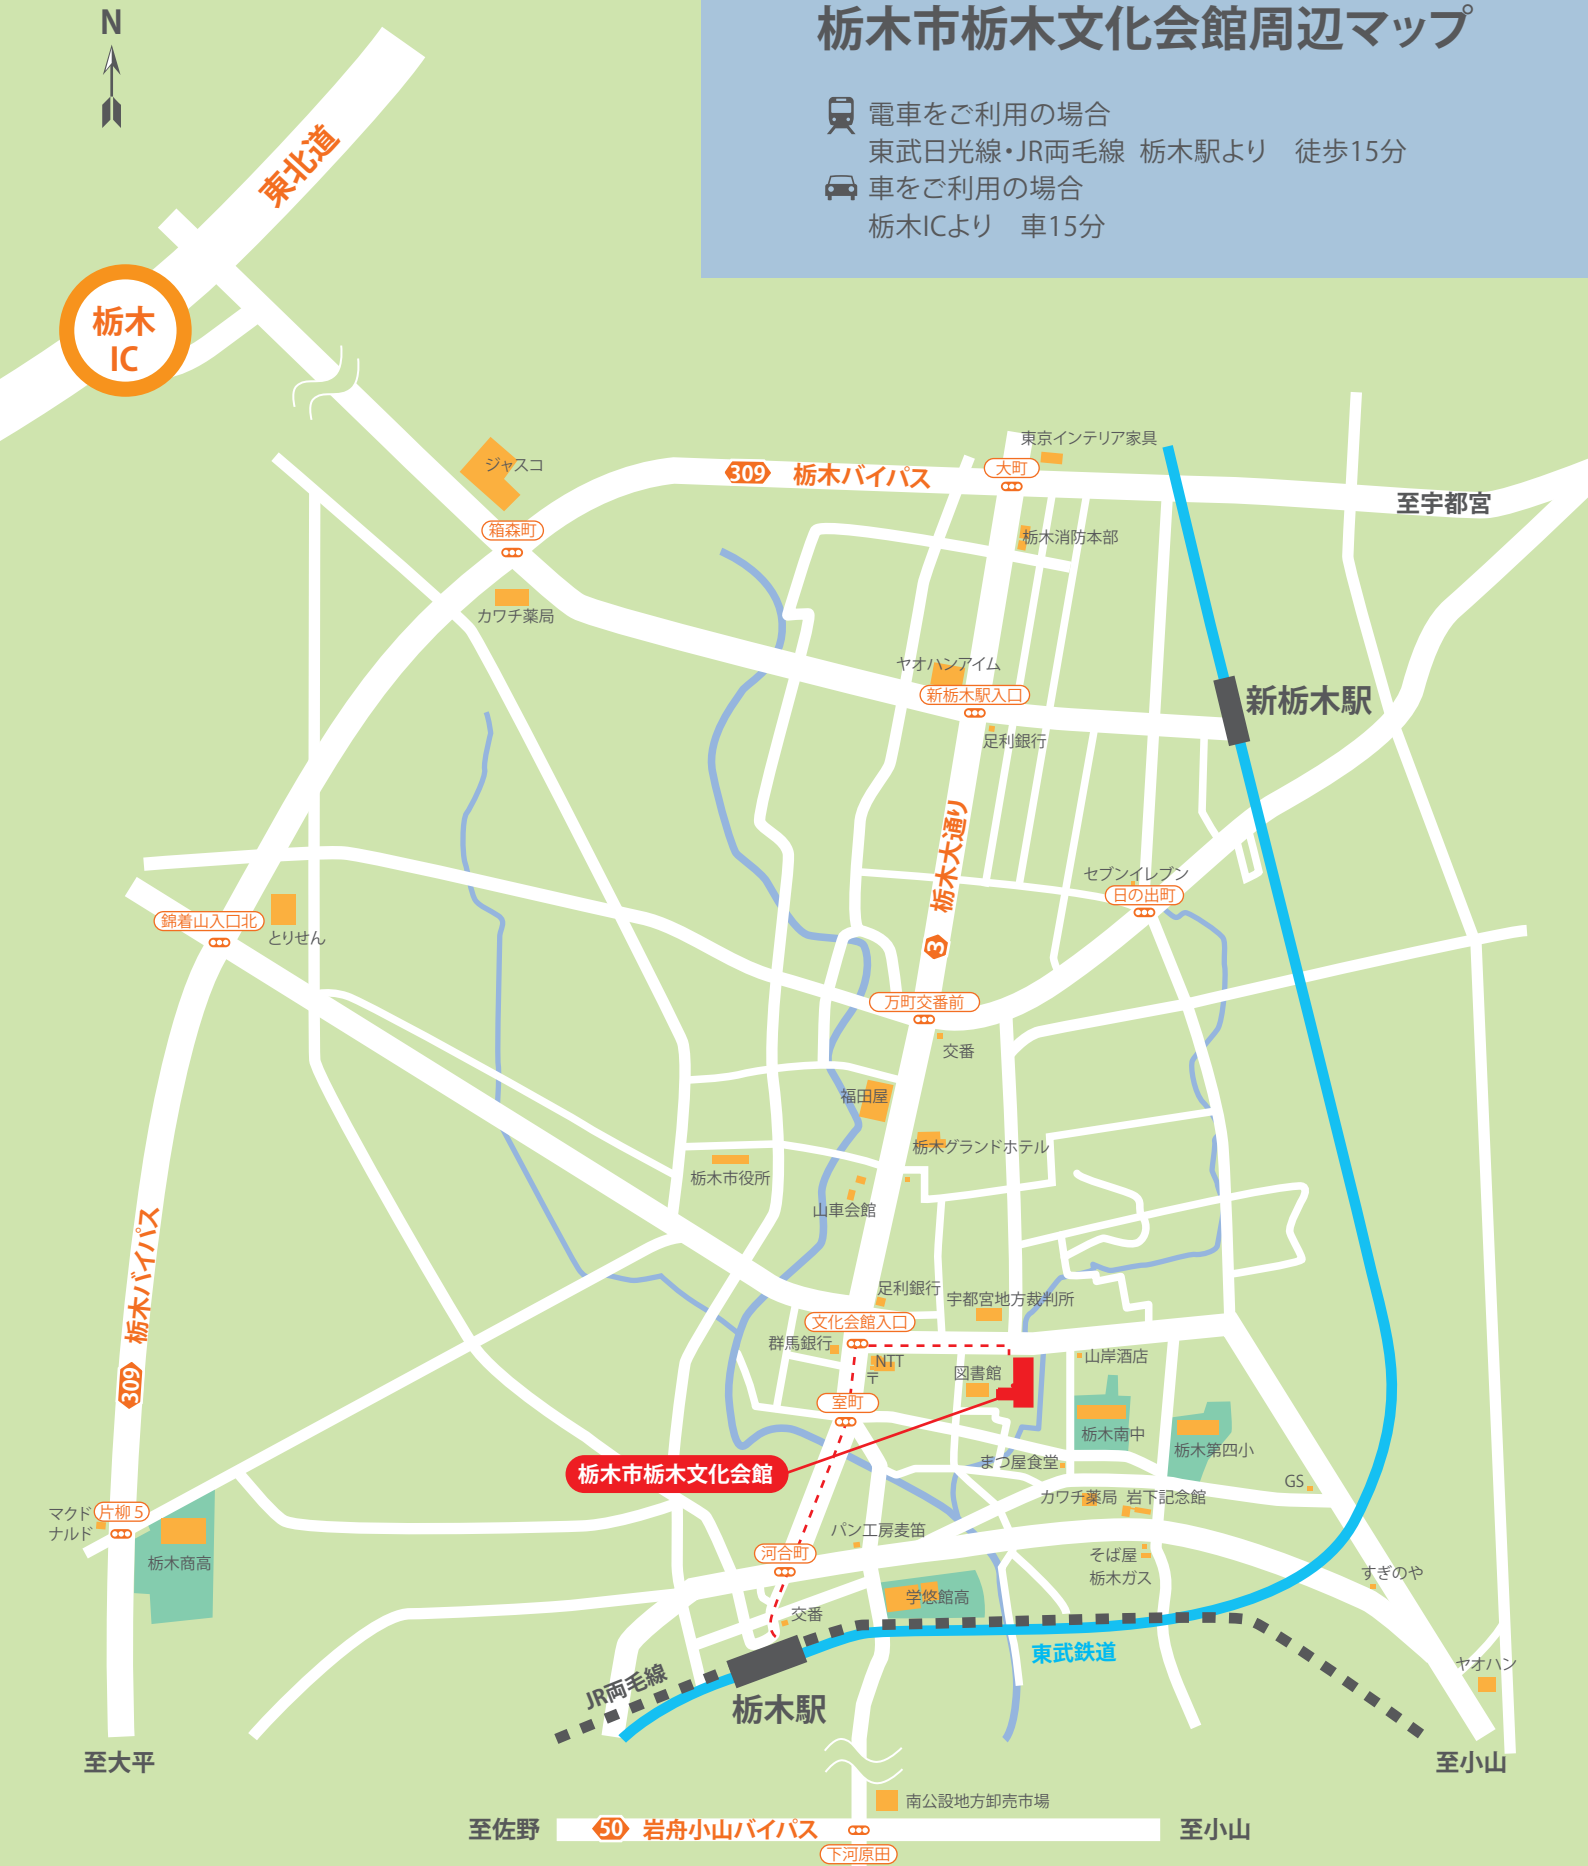 N
栃木市栃木文化会館周辺マップ
電車をご利用の場合
東武日光線・JR両毛線 栃木駅より 徒歩15分
車をご利用の場合
栃木ICより 車15分
東北道
栃木
IC
ジャスコ
309 栃木バイパス
大町
東京インテリア家具
至宇都宮
箱森町
栃木消防本部
カワチ薬局
ヤオハンアイム
新栃木駅入口
新栃木駅
足利銀行
栃木大通り
3
セブンイレブン
日の出町
錦着山入口北
とりせん
万町交番前
交番
福田屋
栃木グランドホテル
栃木市役所
山車会館
栃木バイパス
309
足利銀行
宇都宮地方裁判所
文化会館入口
群馬銀行
NTT
〒
図書館
山岸酒店
室町
栃木南中
栃木第四小
栃木市栃木文化会館
まつ屋食堂
GS
カワチ薬局
岩下記念館
マクド
ナルド
片柳5
栃木商高
パン工房麦笛
河合町
そば屋
栃木ガス
すぎのや
学悠館高
交番
東武鉄道
JR両毛線
栃木駅
ヤオハン
至大平
至小山
南公設地方卸売市場
至佐野
50 岩舟小山バイパス
至小山
下河原田